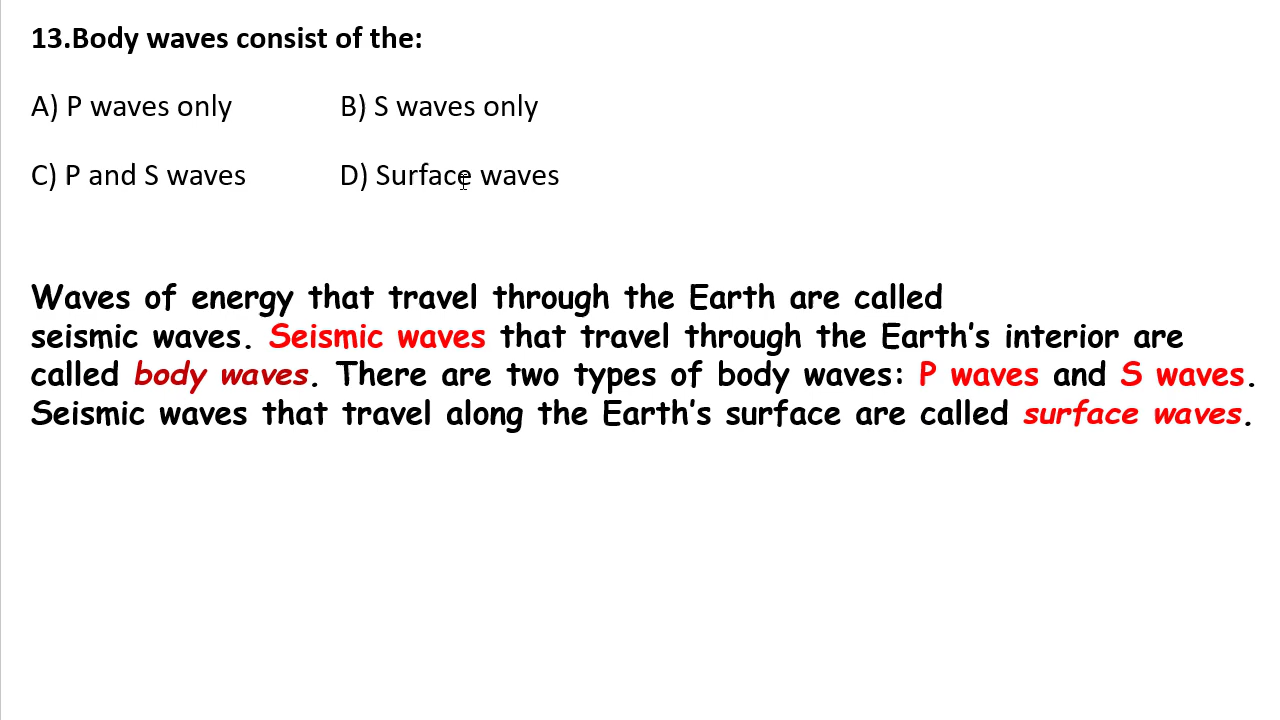 13.Body waves consist of the:
A) P waves only B) S waves only
C) P and S waves D) Surface waves
Waves of energy that travel through the Earth are called
seismic waves. Seismic waves that travel through the Earth's interior are
called body waves. There are two types of body waves: P waves and S waves.
Seismic waves that travel along the Earth's surface are called surface waves.